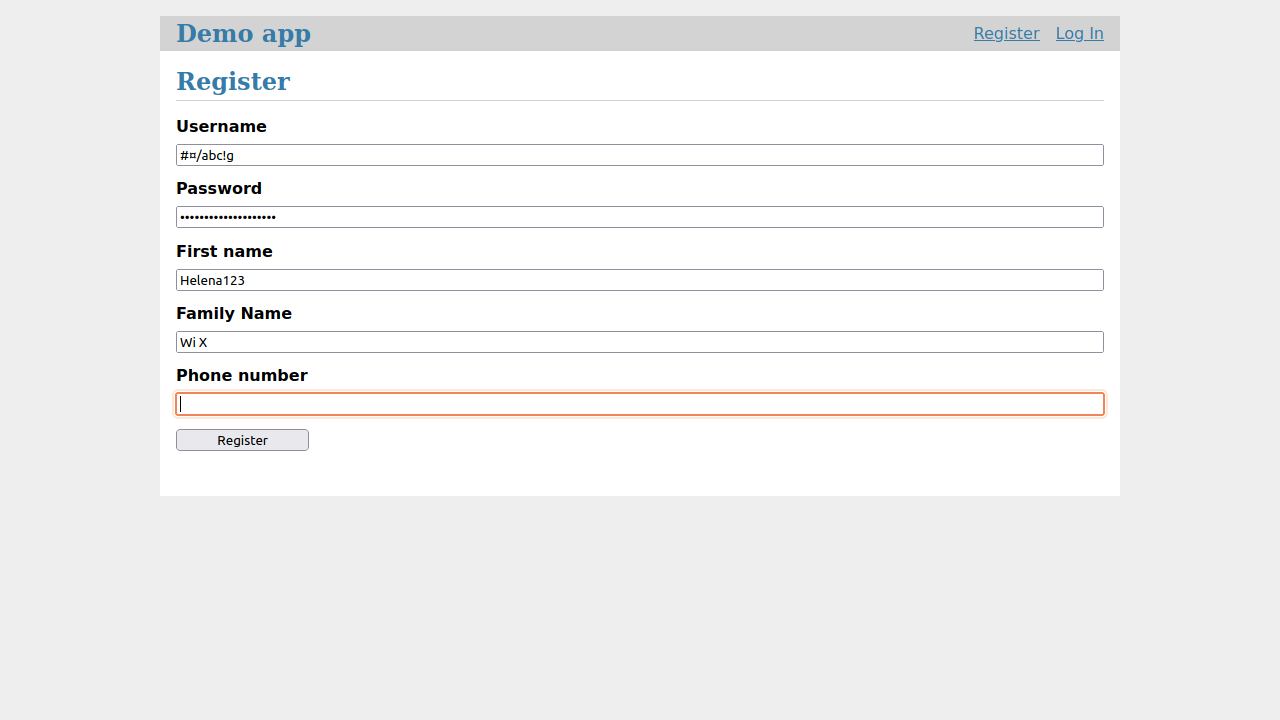 Demo app Register Log In
Register
Username
#¤/abc!g
Password
••••••••••••••••••••
First name
Helena123
Family Name
Wi X
Phone number
Register